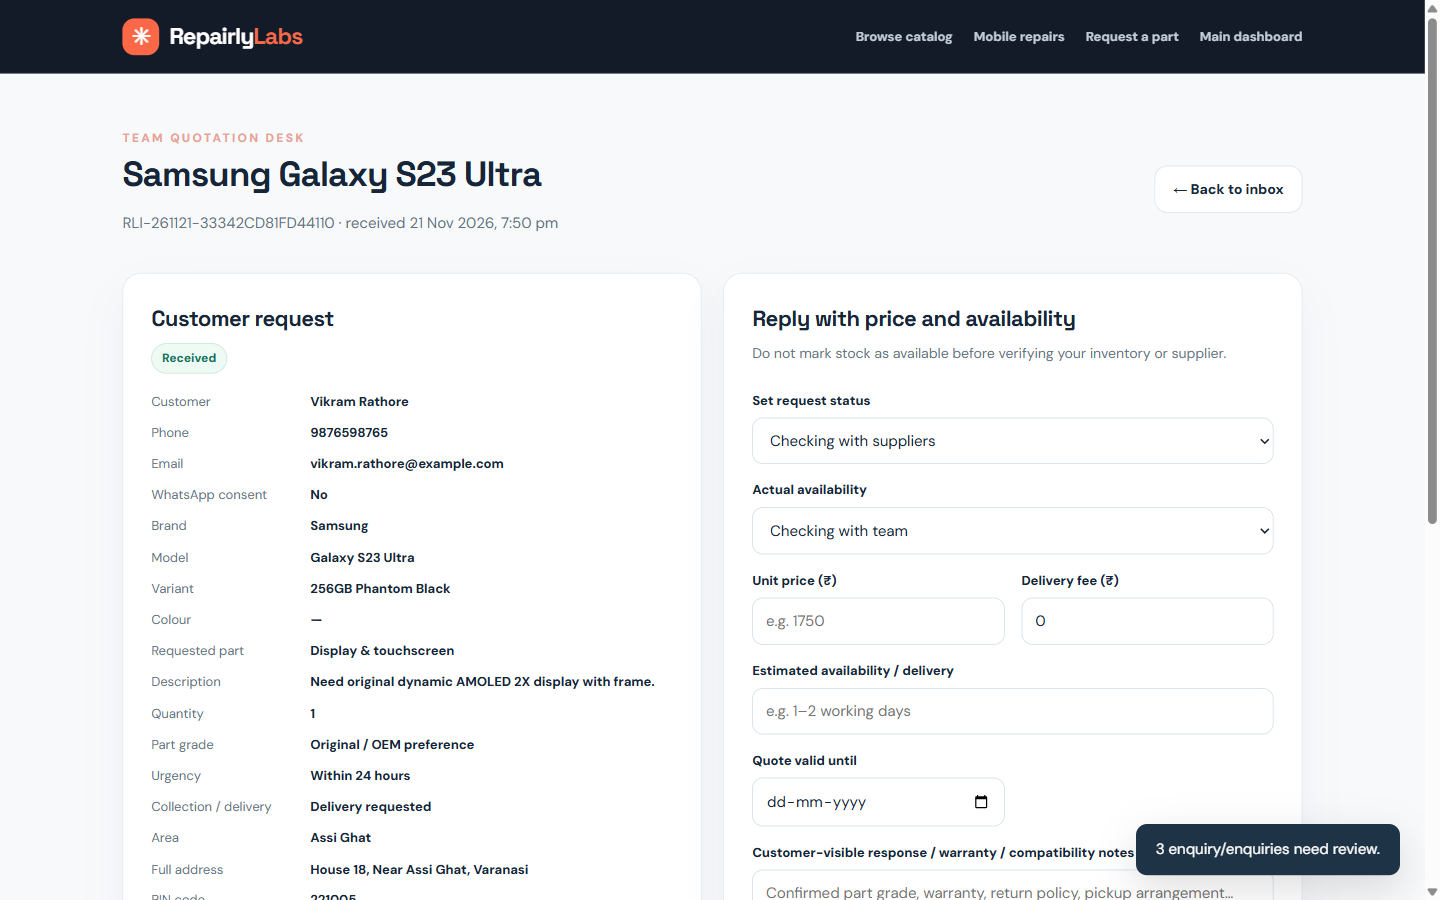 RepairlyLabs
Browse catalog Mobile repairs Request a part Main dashboard
TEAM QUOTATION DESK
Samsung Galaxy S23 Ultra
RLI-261121-33342CD81FD44110 · received 21 Nov 2026, 7:50 pm
← Back to inbox
Customer request
Received
Customer Vikram Rathore
Phone 9876598765
Email vikram.rathore@example.com
WhatsApp consent No
Brand Samsung
Model Galaxy S23 Ultra
Variant 256GB Phantom Black
Colour —
Requested part Display & touchscreen
Description Need original dynamic AMOLED 2X display with frame.
Quantity 1
Part grade Original / OEM preference
Urgency Within 24 hours
Collection / delivery Delivery requested
Area Assi Ghat
Full address House 18, Near Assi Ghat, Varanasi
PIN code 221005
Reply with price and availability
Do not mark stock as available before verifying your inventory or supplier.
Set request status
Checking with suppliers
Actual availability
Checking with team
Unit price (₹) Delivery fee (₹)
e.g. 1750 0
Estimated availability / delivery
e.g. 1–2 working days
Quote valid until
dd-mm-yyyy
Customer-visible response / warranty / compatibility notes
Confirmed part grade, warranty, return policy, pickup arrangement...
3 enquiry/enquiries need review.